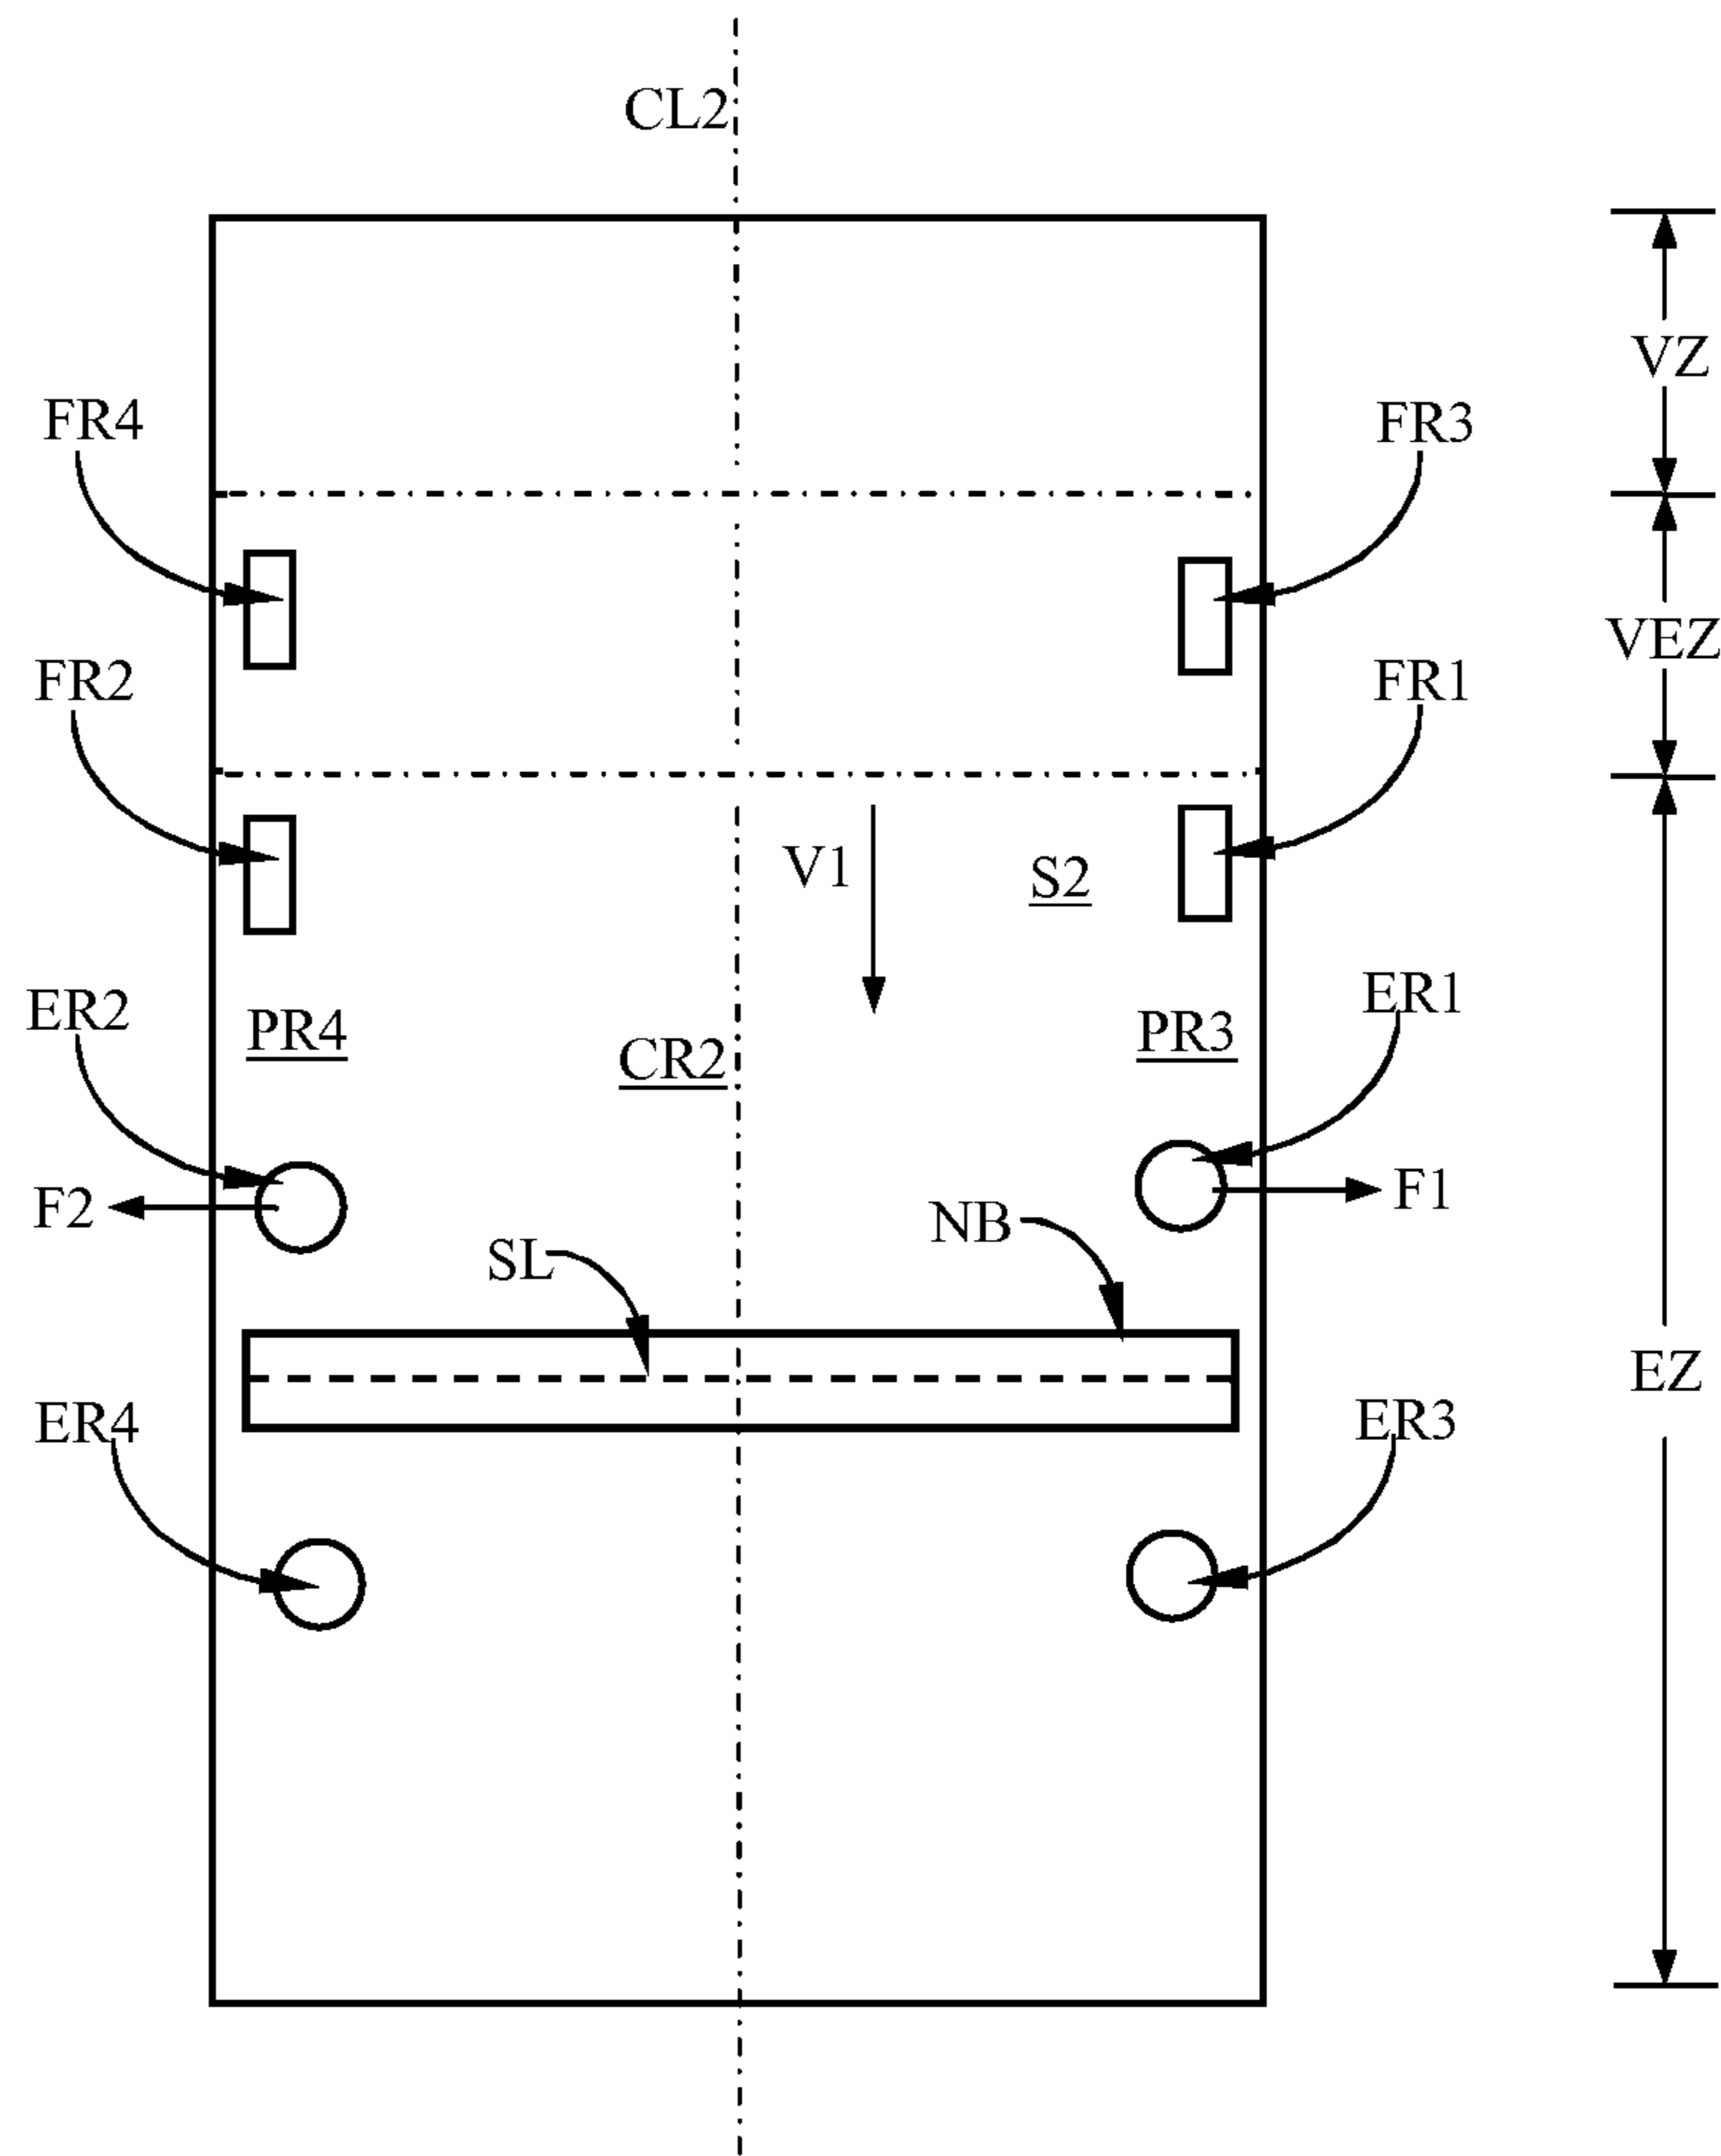 CL2
VZ
FR4
FR3
VEZ
FR2
FR1
V1
S2
ER2
ER1
PR4
PR3
CR2
F2
F1
NB
SL
EZ
ER4
ER3